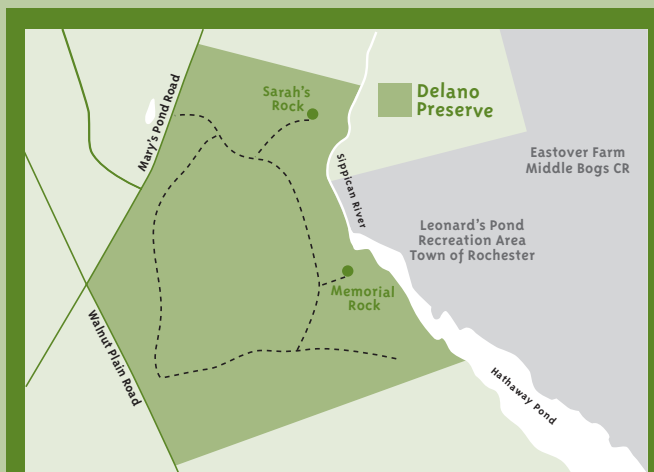 Delano
Preserve
Sarah's
Rock
Mary's Pond Road
Sippican River
Eastover Farm
Middle Bogs CR
Leonard's Pond
Recreation Area
Town of Rochester
Memorial
Rock
Walnut Plain Road
Hathaway Pond